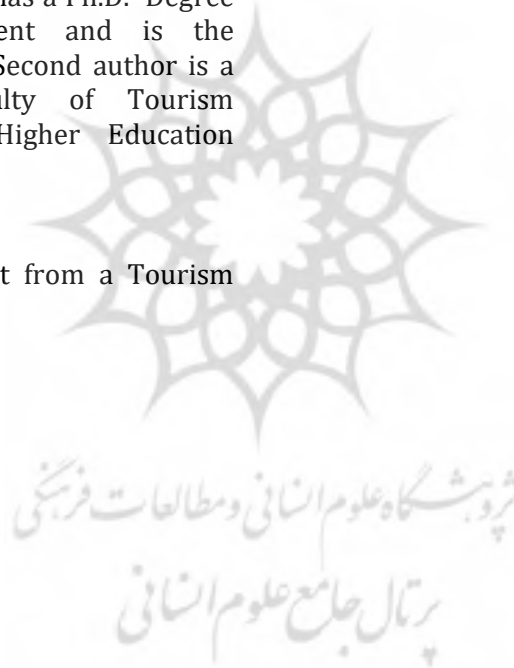 has a Ph.D. Degree
ent and is the
Second author is a
ulty of Tourism
Higher Education
t from a Tourism
پژوهشگاه علوم انسانی و مطالعات فرهنگی
پرتال جامع علوم انسانی